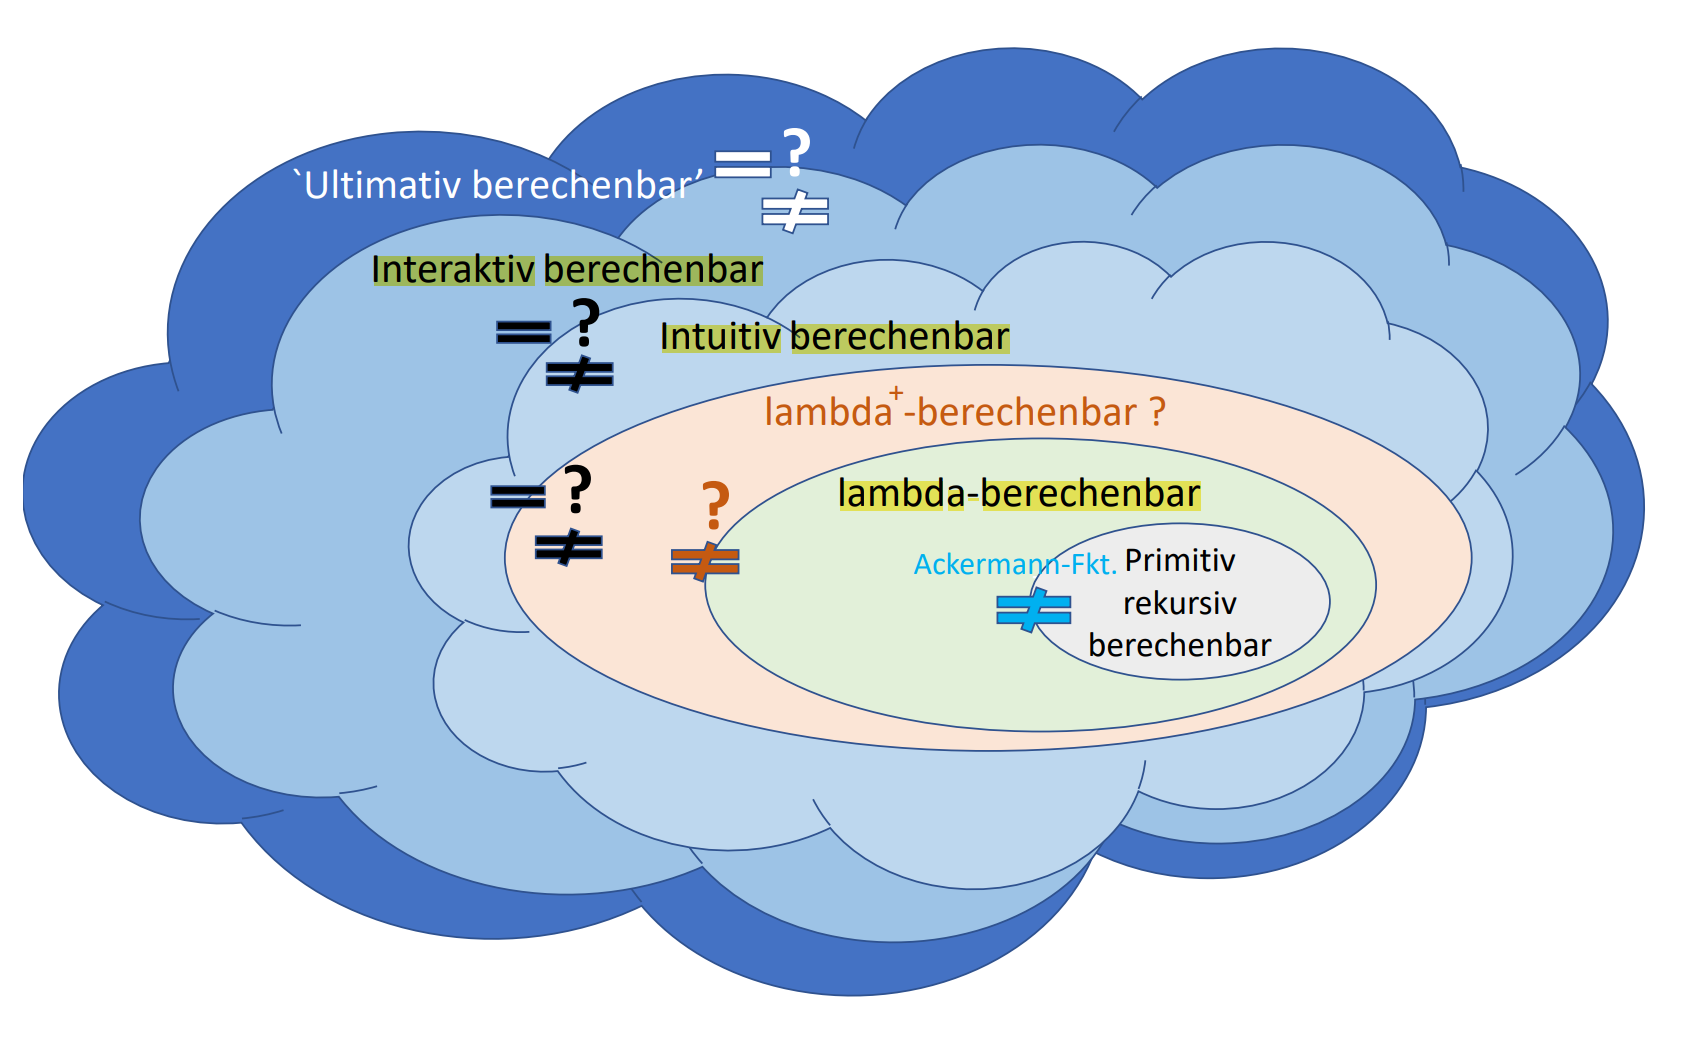 `Ultimativ berechenbar’ = ?
≠
Interaktiv berechenbar
= ?
≠
Intuitiv berechenbar
lambda⁺-berechenbar ?
= ?
≠
?
≠
lambda-berechenbar
Ackermann-Fkt.
≠
Primitiv
rekursiv
berechenbar